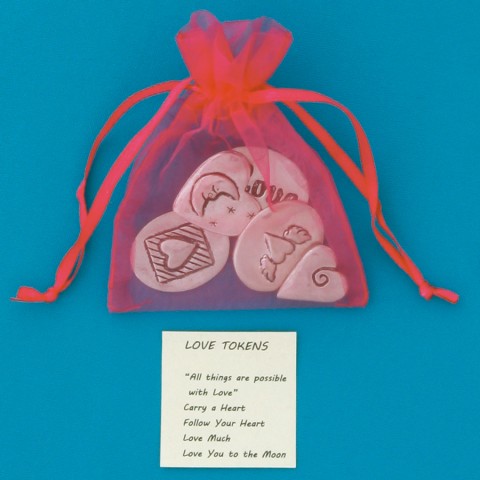 LOVE
LOVE TOKENS
"All things are possible
with Love"
Carry a Heart
Follow Your Heart
Love Much
Love You to the Moon